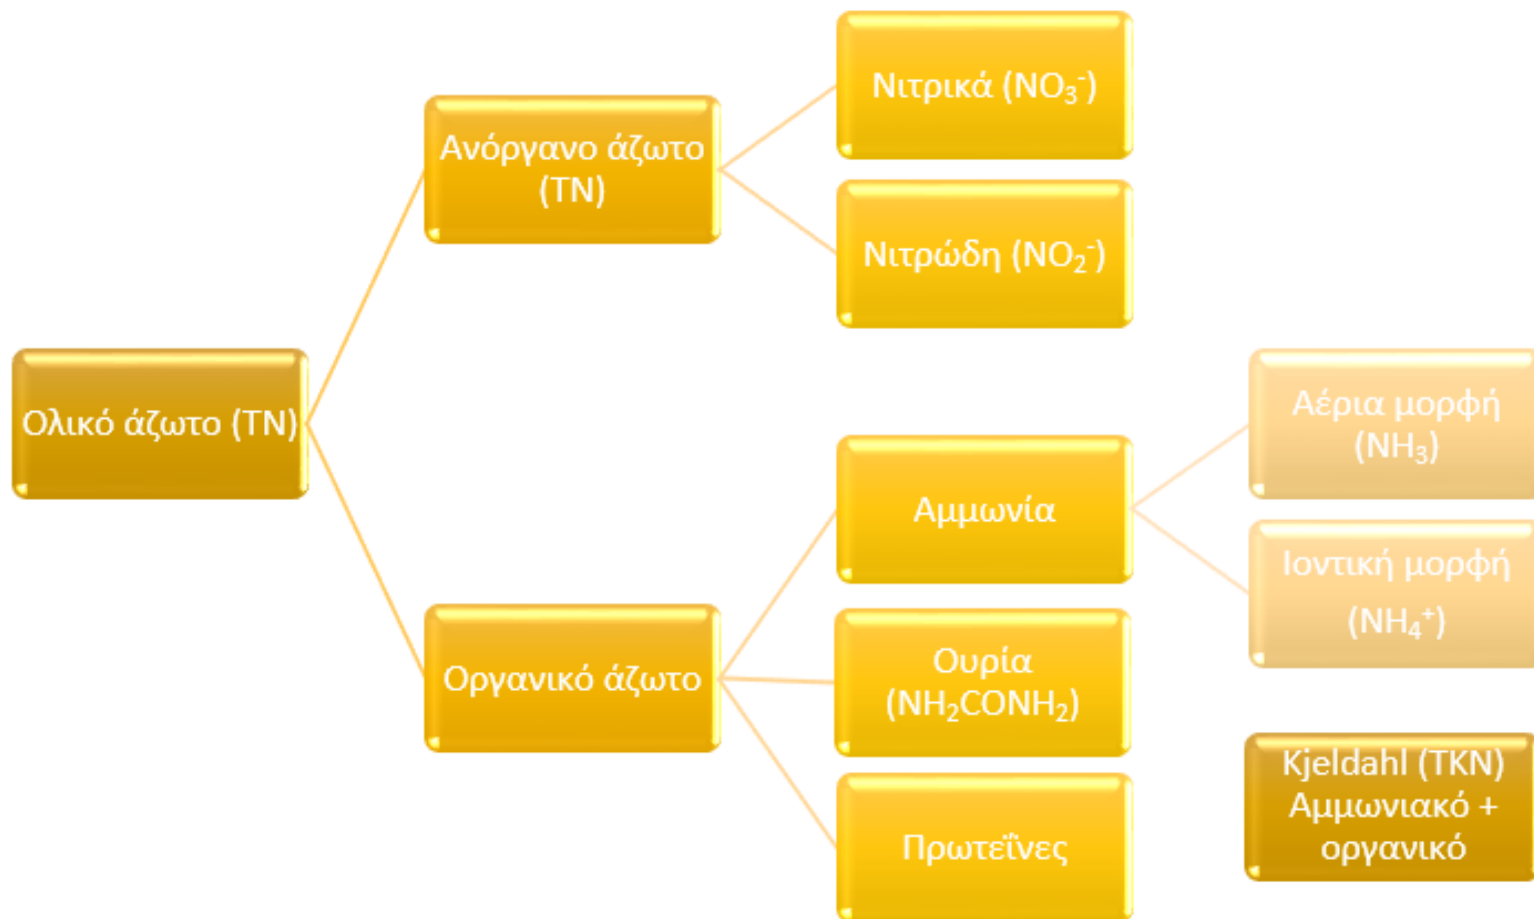 Ολικό άζωτο (TN)
Ανόργανο άζωτο
(TN)
Νιτρικά (NO₃⁻)
Νιτρώδη (NO₂⁻)
Οργανικό άζωτο
Αμμωνία
Αέρια μορφή
(NH₃)
Ιοντική μορφή
(NH₄⁺)
Ουρία
(NH₂CONH₂)
Πρωτεΐνες
Kjeldahl (TKN)
Αμμωνιακό +
οργανικό